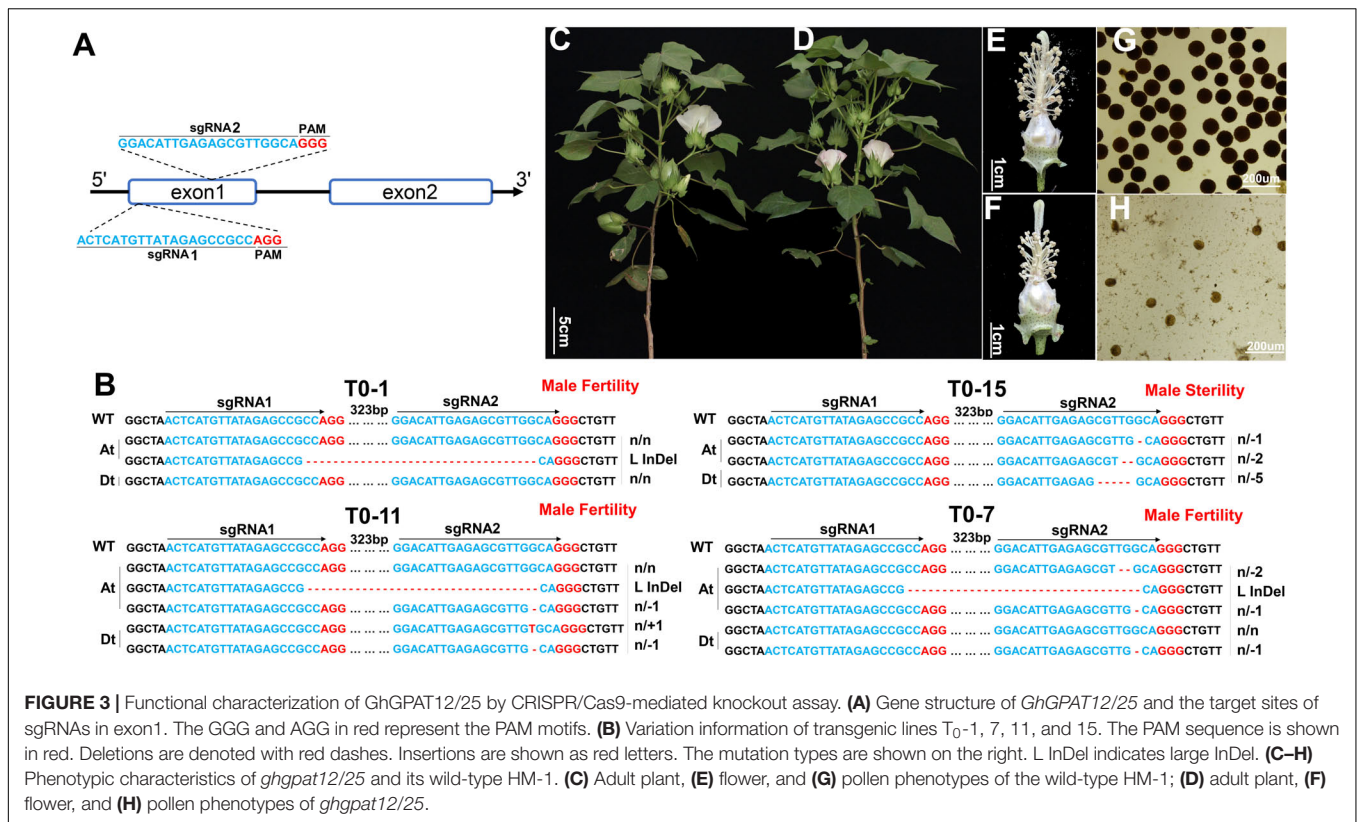 A
sgRNA2 PAM
GGACATTGAGAGCGTTGGCAGGG
5' exon1 exon2 3'
ACTCATGTTATAGAGCCGCCAGG
sgRNA1 PAM
C D
5cm
E
1cm
F
1cm
G
200um
H
200um
B
T0-1 Male Fertility
sgRNA1 323bp sgRNA2
WT GGCTAACTCATGTTATAGAGCCGCCAGG ... ... ... GGACATTGAGAGCGTTGGCAGGGCTGTT
At
GGCTAACTCATGTTATAGAGCCGCCAGG ... ... ... GGACATTGAGAGCGTTGGCAGGGCTGTT n/n
GGCTAACTCATGTTATAGAGCCG - - - - - - - - - - - - - - - - - - - - - - - - - - - - - - CAGGGCTGTT L InDel
Dt GGCTAACTCATGTTATAGAGCCGCCAGG ... ... ... GGACATTGAGAGCGTTGGCAGGGCTGTT n/n
T0-15 Male Sterility
sgRNA1 323bp sgRNA2
WT GGCTAACTCATGTTATAGAGCCGCCAGG ... ... ... GGACATTGAGAGCGTTGGCAGGGCTGTT
At
GGCTAACTCATGTTATAGAGCCGCCAGG ... ... ... GGACATTGAGAGCGTTG - CAGGGCTGTT n/-1
GGCTAACTCATGTTATAGAGCCGCCAGG ... ... ... GGACATTGAGAGCGT - - GCAGGGCTGTT n/-2
Dt GGCTAACTCATGTTATAGAGCCGCCAGG ... ... ... GGACATTGAGAG - - - - - GCAGGGCTGTT n/-5
T0-11 Male Fertility
sgRNA1 323bp sgRNA2
WT GGCTAACTCATGTTATAGAGCCGCCAGG ... ... ... GGACATTGAGAGCGTTGGCAGGGCTGTT
At
GGCTAACTCATGTTATAGAGCCGCCAGG ... ... ... GGACATTGAGAGCGTTGGCAGGGCTGTT n/n
GGCTAACTCATGTTATAGAGCCG - - - - - - - - - - - - - - - - - - - - - - - - - - - - - - CAGGGCTGTT L InDel
GGCTAACTCATGTTATAGAGCCGCCAGG ... ... ... GGACATTGAGAGCGTTG - CAGGGCTGTT n/-1
Dt
GGCTAACTCATGTTATAGAGCCGCCAGG ... ... ... GGACATTGAGAGCGTTGTGCAGGGCTGTT n/+1
GGCTAACTCATGTTATAGAGCCGCCAGG ... ... ... GGACATTGAGAGCGTTG - CAGGGCTGTT n/-1
T0-7 Male Fertility
sgRNA1 323bp sgRNA2
WT GGCTAACTCATGTTATAGAGCCGCCAGG ... ... ... GGACATTGAGAGCGTTGGCAGGGCTGTT
At
GGCTAACTCATGTTATAGAGCCGCCAGG ... ... ... GGACATTGAGAGCGT - - GCAGGGCTGTT n/-2
GGCTAACTCATGTTATAGAGCCG - - - - - - - - - - - - - - - - - - - - - - - - - - - - - - CAGGGCTGTT L InDel
GGCTAACTCATGTTATAGAGCCGCCAGG ... ... ... GGACATTGAGAGCGTTG - CAGGGCTGTT n/-1
Dt
GGCTAACTCATGTTATAGAGCCGCCAGG ... ... ... GGACATTGAGAGCGTTGGCAGGGCTGTT n/n
GGCTAACTCATGTTATAGAGCCGCCAGG ... ... ... GGACATTGAGAGCGTTG - CAGGGCTGTT n/-1
FIGURE 3 | Functional characterization of GhGPAT12/25 by CRISPR/Cas9-mediated knockout assay. (A) Gene structure of GhGPAT12/25 and the target sites of
sgRNAs in exon1. The GGG and AGG in red represent the PAM motifs. (B) Variation information of transgenic lines T0-1, 7, 11, and 15. The PAM sequence is shown
in red. Deletions are denoted with red dashes. Insertions are shown as red letters. The mutation types are shown on the right. L InDel indicates large InDel. (C–H)
Phenotypic characteristics of ghgpat12/25 and its wild-type HM-1. (C) Adult plant, (E) flower, and (G) pollen phenotypes of the wild-type HM-1; (D) adult plant, (F)
flower, and (H) pollen phenotypes of ghgpat12/25.